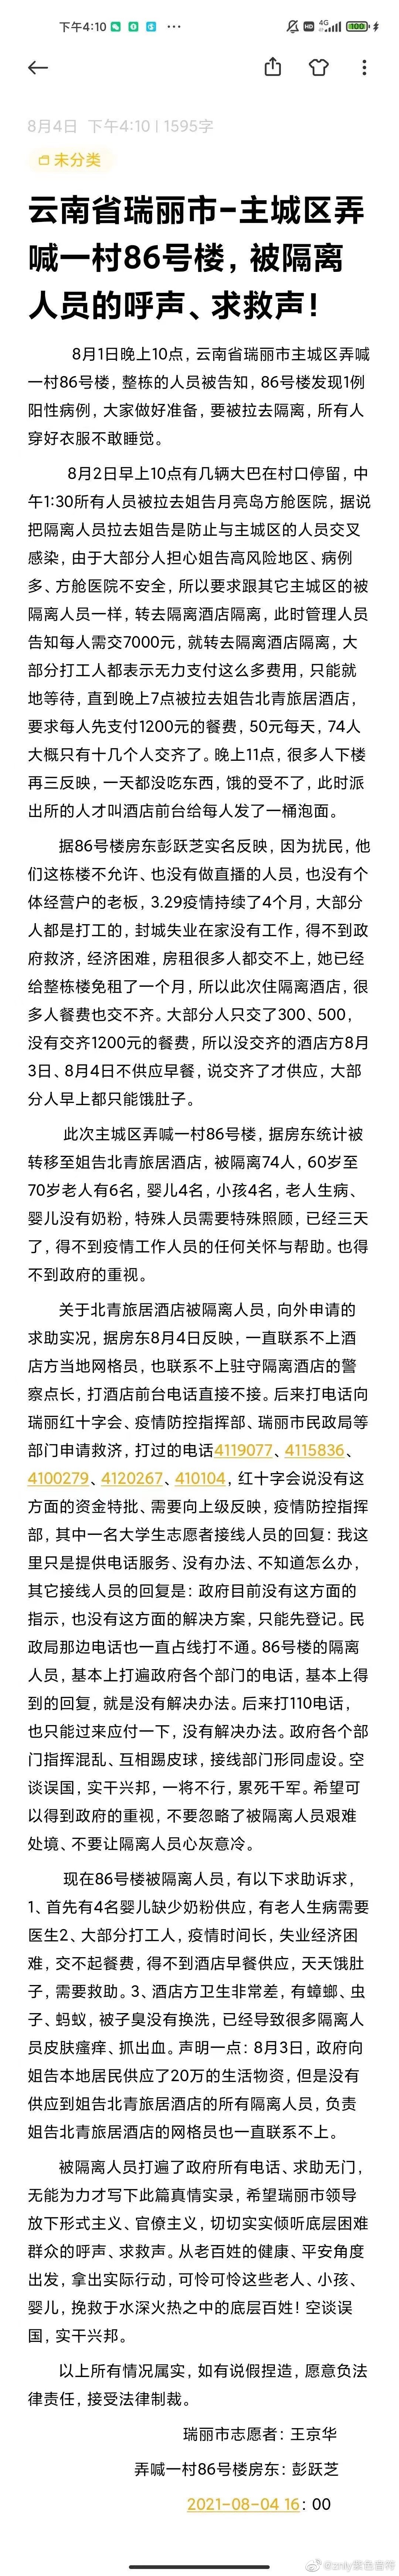 下午4:10 ··· HD 4G 100
8月4日 下午4:10 | 1595字
未分类
云南省瑞丽市-主城区弄
喊一村86号楼，被隔离
人员的呼声、求救声！
8月1日晚上10点，云南省瑞丽市主城区弄喊
一村86号楼，整栋的人员被告知，86号楼发现1例
阳性病例，大家做好准备，要被拉去隔离，所有人
穿好衣服不敢睡觉。
8月2日早上10点有几辆大巴在村口停留，中
午1:30所有人员被拉去姐告月亮岛方舱医院，据说
把隔离人员拉去姐告是防止与主城区的人员交叉
感染，由于大部分人担心姐告高风险地区、病例
多、方舱医院不安全，所以要求跟其它主城区的被
隔离人员一样，转去隔离酒店隔离，此时管理人员
告知每人需交7000元，就转去隔离酒店隔离，大
部分打工人都表示无力支付这么多费用，只能就
地等待，直到晚上7点被拉去姐告北青旅居酒店，
要求每人先支付1200元的餐费，50元每天，74人
大概只有十几个人交齐了。晚上11点，很多人下楼
再三反映，一天都没吃东西，饿的受不了，此时派
出所的人才叫酒店前台给每人发了一桶泡面。
据86号楼房东彭跃芝实名反映，因为扰民，他
们这栋楼不允许、也没有做直播的人员，也没有个
体经营户的老板，3.29疫情持续了4个月，大部分
人都是打工的，封城失业在家没有工作，得不到政
府救济，经济困难，房租很多人都交不上，她已经
给整栋楼免租了一个月，所以此次住隔离酒店，很
多人餐费也交不齐。大部分人只交了300、500，
没有交齐1200元的餐费，所以没交齐的酒店方8月
3日、8月4日不供应早餐，说交齐了才供应，大部
分人早上都只能饿肚子。
此次主城区弄喊一村86号楼，据房东统计被
转移至姐告北青旅居酒店，被隔离74人，60岁至
70岁老人有6名，婴儿4名，小孩4名，老人生病、
婴儿没有奶粉，特殊人员需要特殊照顾，已经三天
了，得不到疫情工作人员的任何关怀与帮助。也得
不到政府的重视。
关于北青旅居酒店被隔离人员，向外申请的
求助实况，据房东8月4日反映，一直联系不上酒
店方当地网格员，也联系不上驻守隔离酒店的警
察点长，打酒店前台电话直接不接。后来打电话向
瑞丽红十字会、疫情防控指挥部、瑞丽市民政局等
部门申请救济，打过的电话4119077、4115836、
4100279、4120267、410104，红十字会说没有这
方面的资金特批、需要向上级反映，疫情防控指挥
部，其中一名大学生志愿者接线人员的回复：我这
里只是提供电话服务、没有办法、不知道怎么办，
其它接线人员的回复是：政府目前没有这方面的
指示，也没有这方面的解决方案，只能先登记。民
政局那边电话也一直占线打不通。86号楼的隔离
人员，基本上打遍政府各个部门的电话，基本上得
到的回复，就是没有解决办法。后来打110电话，
也只能过来应付一下，没有解决办法。政府各个部
门指挥混乱、互相踢皮球，接线部门形同虚设。空
谈误国，实干兴邦，一将不行，累死千军。希望可
以得到政府的重视，不要忽略了被隔离人员艰难
处境、不要让隔离人员心灰意冷。
现在86号楼被隔离人员，有以下求助诉求，
1、首先有4名婴儿缺少奶粉供应，有老人生病需要
医生2、大部分打工人，疫情时间长，失业经济困
难，交不起餐费，得不到酒店早餐供应，天天饿肚
子，需要救助。3、酒店方卫生非常差，有蟑螂、虫
子、蚂蚁，被子臭没有换洗，已经导致很多隔离人
员皮肤瘙痒、抓出血。声明一点：8月3日，政府向
姐告本地居民供应了20万的生活物资，但是没有
供应到姐告北青旅居酒店的所有隔离人员，负责
姐告北青旅居酒店的网格员也一直联系不上。
被隔离人员打遍了政府所有电话、求助无门，
无能为力才写下此篇真情实录，希望瑞丽市领导
放下形式主义、官僚主义，切切实实倾听底层困难
群众的呼声、求救声。从老百姓的健康、平安角度
出发，拿出实际行动，可怜可怜这些老人、小孩、
婴儿，挽救于水深火热之中的底层百姓！空谈误
国，实干兴邦。
以上所有情况属实，如有说假捏造，愿意负法
律责任，接受法律制裁。
瑞丽市志愿者：王京华
弄喊一村86号楼房东：彭跃芝
2021-08-04 16：00